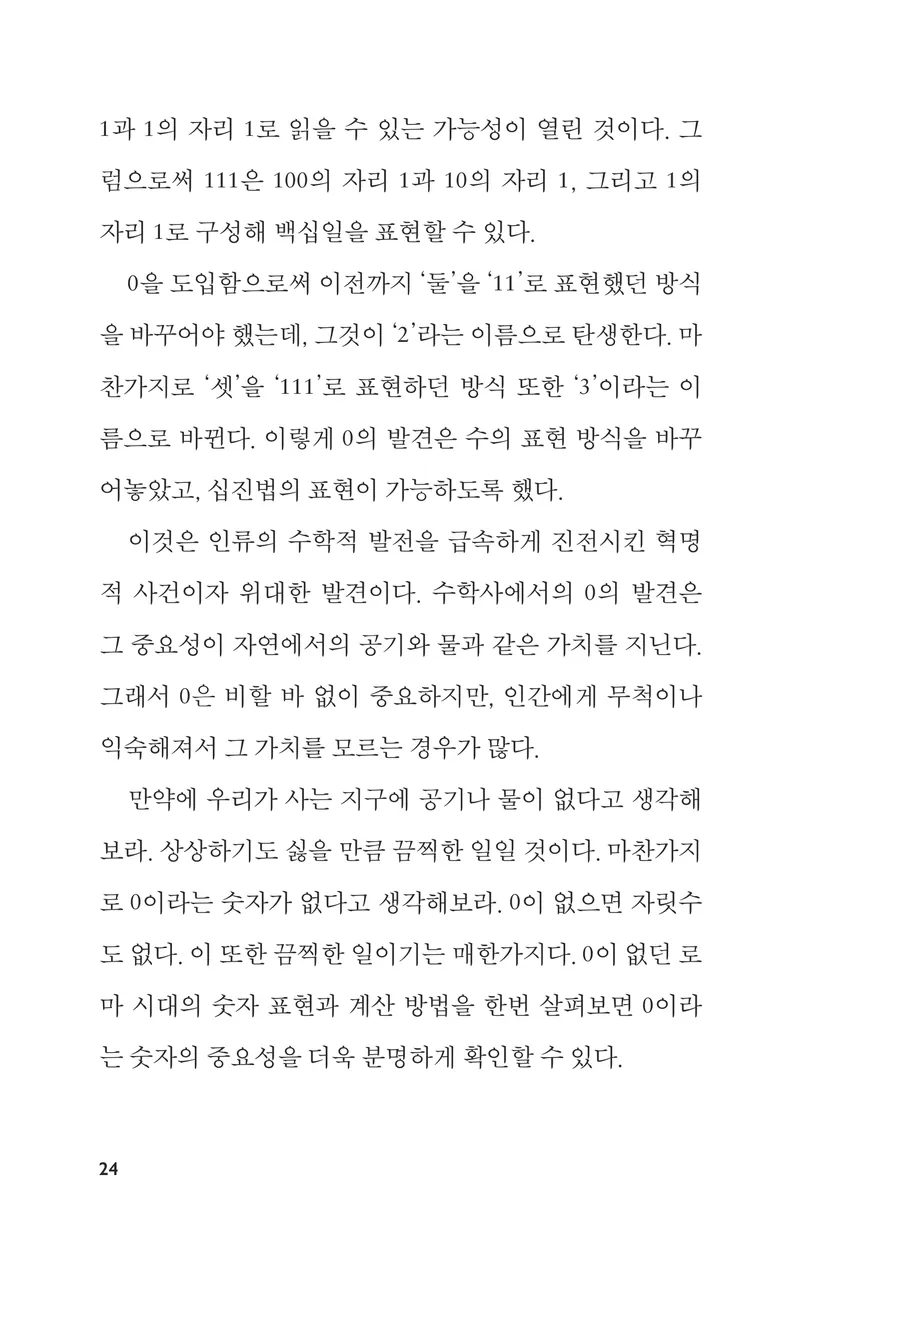 1과 1의 자리 1로 읽을 수 있는 가능성이 열린 것이다. 그
럼으로써 111은 100의 자리 1과 10의 자리 1, 그리고 1의
자리 1로 구성해 백십일을 표현할 수 있다.
0을 도입함으로써 이전까지 ‘둘’을 ‘11’로 표현했던 방식
을 바꾸어야 했는데, 그것이 ‘2’라는 이름으로 탄생한다. 마
찬가지로 ‘셋’을 ‘111’로 표현하던 방식 또한 ‘3’이라는 이
름으로 바뀐다. 이렇게 0의 발견은 수의 표현 방식을 바꾸
어놓았고, 십진법의 표현이 가능하도록 했다.
이것은 인류의 수학적 발전을 급속하게 진전시킨 혁명
적 사건이자 위대한 발견이다. 수학사에서의 0의 발견은
그 중요성이 자연에서의 공기와 물과 같은 가치를 지닌다.
그래서 0은 비할 바 없이 중요하지만, 인간에게 무척이나
익숙해져서 그 가치를 모르는 경우가 많다.
만약에 우리가 사는 지구에 공기나 물이 없다고 생각해
보라. 상상하기도 싫을 만큼 끔찍한 일일 것이다. 마찬가지
로 0이라는 숫자가 없다고 생각해보라. 0이 없으면 자릿수
도 없다. 이 또한 끔찍한 일이기는 매한가지다. 0이 없던 로
마 시대의 숫자 표현과 계산 방법을 한번 살펴보면 0이라
는 숫자의 중요성을 더욱 분명하게 확인할 수 있다.
24